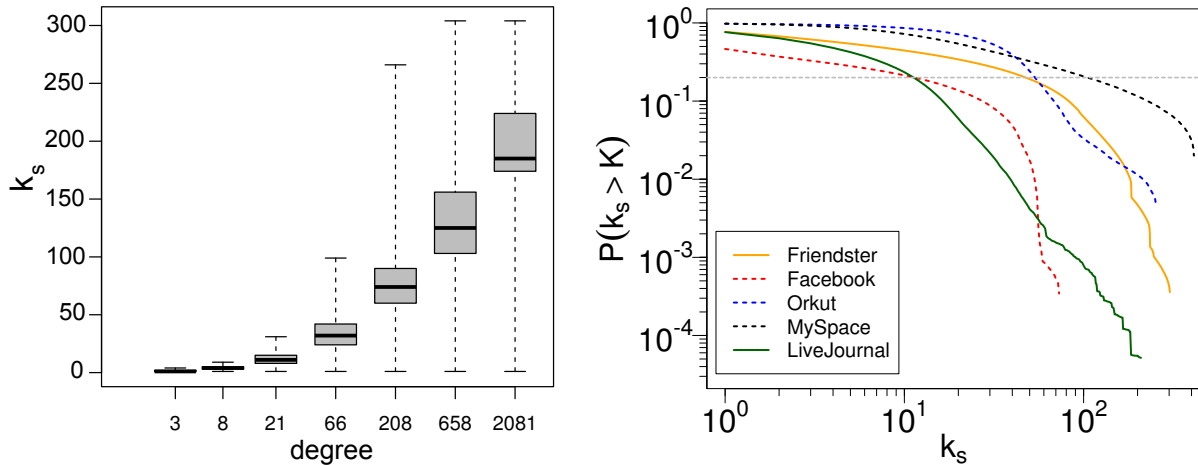 300
250
200
150
100
50
0
k_s
3 8 21 66 208 658 2081
degree
10^0
10^-1
10^-2
10^-3
10^-4
P(k_s > K)
Friendster
Facebook
Orkut
MySpace
LiveJournal
10^0 10^1 10^2
k_s